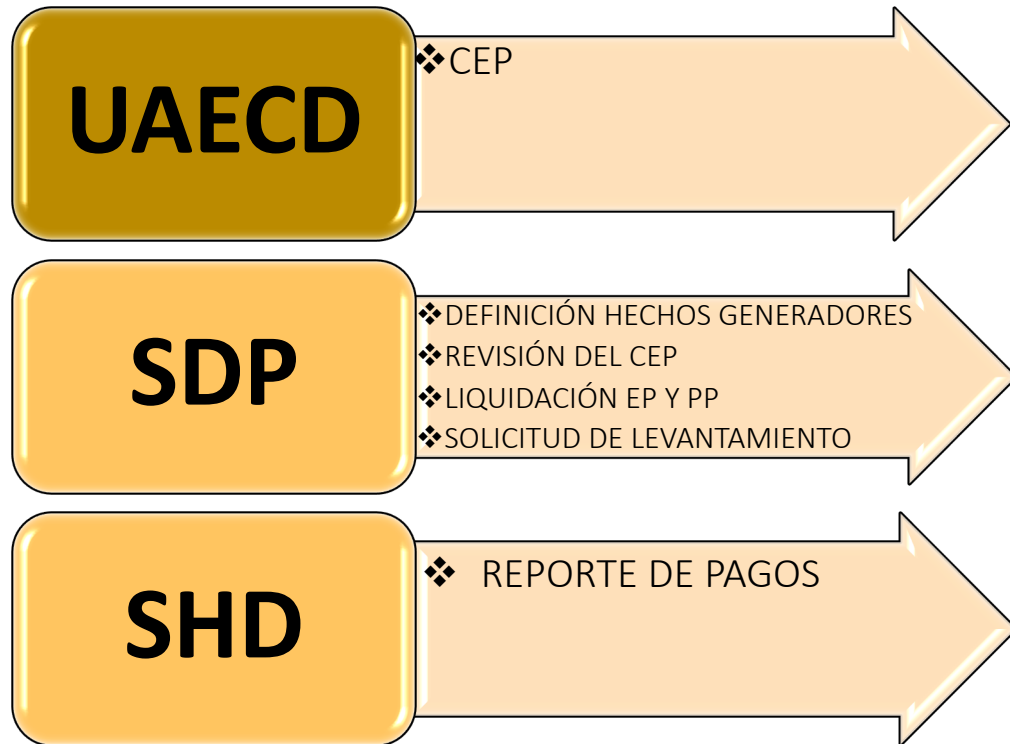 UAECD
❖CEP
SDP
❖DEFINICIÓN HECHOS GENERADORES
❖REVISIÓN DEL CEP
❖LIQUIDACIÓN EP Y PP
❖SOLICITUD DE LEVANTAMIENTO
SHD
❖ REPORTE DE PAGOS